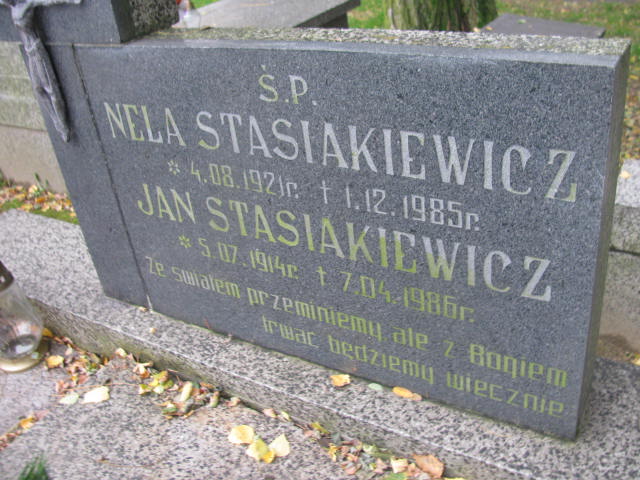 Ś.P.
NELA STASIAKIEWICZ
* 4.08.1921r. † 1.12.1985r.
JAN STASIAKIEWICZ
* 5.07.1914r. † 7.04.1986r.
Ze światem przeminiemy ale z Bogiem
trwać będziemy wiecznie